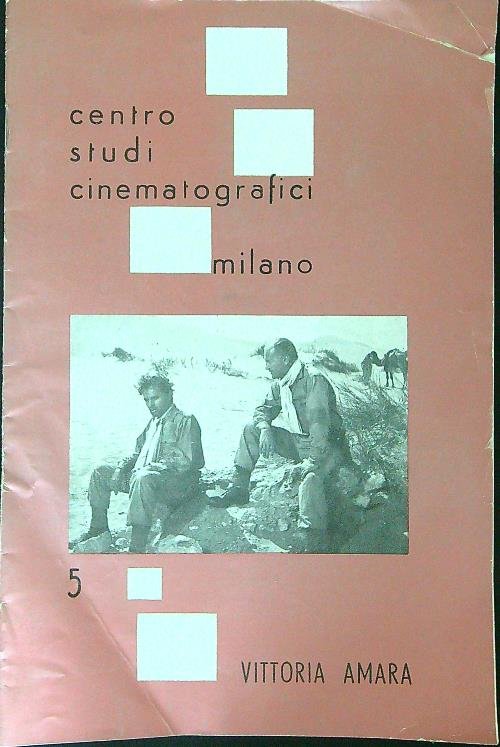 centro
studi
cinematografici
milano
5
VITTORIA AMARA